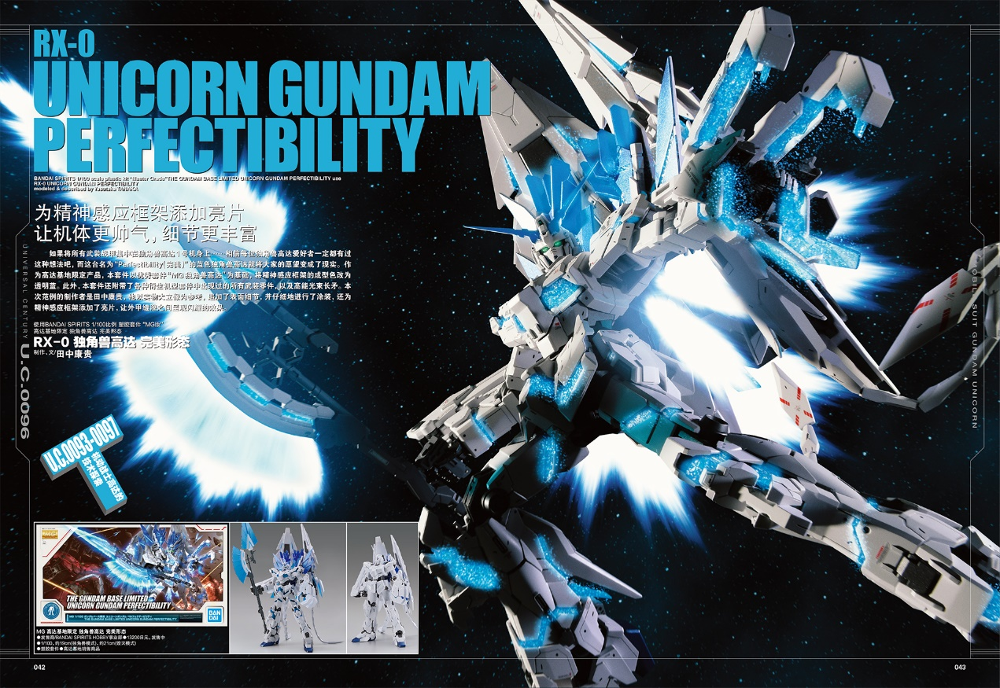 RX-0
UNICORN GUNDAM
PERFECTIBILITY
BANDAI SPIRITS 1/100 scale plastic kit "Master Grade" THE GUNDAM BASE LIMITED UNICORN GUNDAM PERFECTIBILITY use
RX-0 UNICORN GUNDAM PERFECTIBILITY
modeled & described by Yasutaka TANAKA
为精神感应框架添加亮片
让机体更帅气，细节更丰富
如果将所有武装战里集中在独角兽高达1号机身上……相信每位独角兽高达爱好者一定都有过
这种想法吧，而这台名为"Perfectibility(完美)"的蓝色独角兽高达就将大家的愿望变成了现实。作
为高达基地限定产品，本套件以优秀套件"MG 独角兽高达"为基础，将精神感应框架的成型色改为
透明蓝。此外，本套件还附带了各种衍生机型套件中出现过的所有武装零件，以及高能光束长矛。本
次范例的制作者是田中康贵，他以实物大立像为参考，追加了表面细节，并仔细地进行了涂装，还为
精神感应框架添加了亮片，让外甲缝隙之间呈现闪耀的效果。
使用BANDAI SPIRITS 1/100比例 塑胶套件 "MG版"
高达基地限定 独角兽高达 完美形态
RX-0 独角兽高达 完美形态
制作、文/田中康贵
UNIVERSAL CENTURY U.C.0096
U.C.0093-0097
MOBILE SUIT GUNDAM UNICORN
MG
THE GUNDAM BASE LIMITED
UNICORN GUNDAM PERFECTIBILITY
BAN
DAI
MG 高达基地限定 独角兽高达 完美形态
●发售商/BANDAI SPIRITS HOBBY事业部●13200日元，发售中
●1/100，约19cm(独角兽模式)、约21cm(毁灭模式)
●塑胶套件●高达基地销售商品
042
043